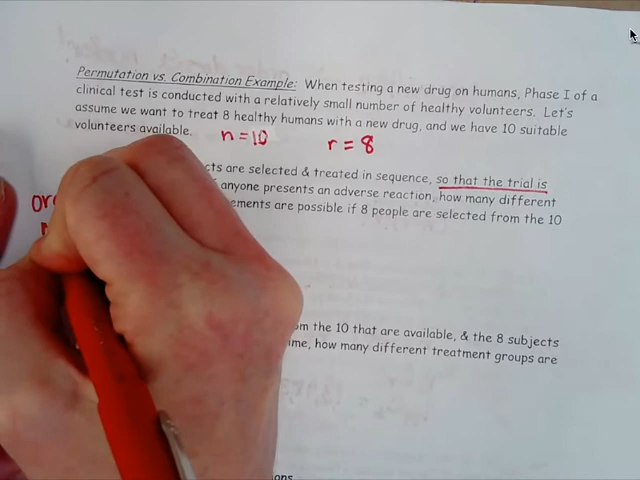 Permutation vs. Combination Example: When testing a new drug on humans, Phase I of a
clinical test is conducted with a relatively small number of healthy volunteers. Let's
assume we want to treat 8 healthy humans with a new drug, and we have 10 suitable
volunteers available. n = 10 r = 8
are selected & treated in sequence, so that the trial is
anyone presents an adverse reaction, how many different
are possible if 8 people are selected from the 10
the 10 that are available, & the 8 subjects
how many different treatment groups are